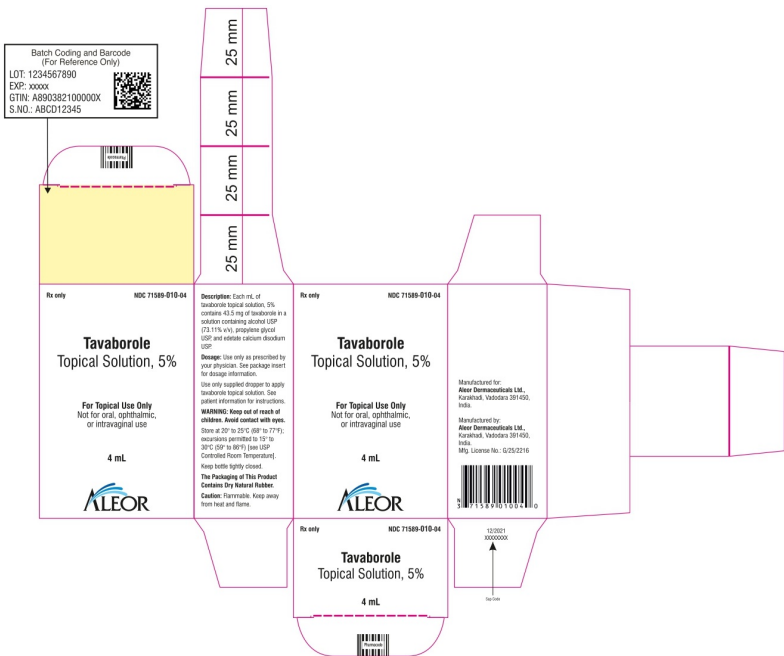 Batch Coding and Barcode
(For Reference Only)
LOT: 1234567890
EXP.: xxxxx
GTIN: A890382100000X
S.NO.: ABCD12345
Pharmacode
25 mm
25 mm
25 mm
25 mm
Rx only NDC 71589-010-04
Tavaborole
Topical Solution, 5%
For Topical Use Only
Not for oral, ophthalmic,
or intravaginal use
4 mL
ALEOR
Description: Each mL of
tavaborole topical solution, 5%
contains 43.5 mg of tavaborole in a
solution containing alcohol USP
(73.11% v/v), propylene glycol
USP, and edetate calcium disodium
USP.
Dosage: Use only as prescribed by
your physician. See package insert
for dosage information.
Use only supplied dropper to apply
tavaborole topical solution. See
patient information for instructions.
WARNING: Keep out of reach of
children. Avoid contact with eyes.
Store at 20° to 25°C (68° to 77°F);
excursions permitted to 15° to
30°C (59° to 86°F) [see USP
Controlled Room Temperature].
Keep bottle tightly closed.
The Packaging of This Product
Contains Dry Natural Rubber.
Caution: Flammable. Keep away
from heat and flame.
Rx only NDC 71589-010-04
Tavaborole
Topical Solution, 5%
For Topical Use Only
Not for oral, ophthalmic,
or intravaginal use
4 mL
ALEOR
Manufactured for:
Aleor Dermaceuticals Ltd.,
Karakhadi, Vadodara 391450,
India.
Manufactured by:
Aleor Dermaceuticals Ltd.,
Karakhadi, Vadodara 391450,
India.
Mfg. License No.: G/25/2216
N
3 71589 01004 0
12/2021
XXXXXXXX
Rx only NDC 71589-010-04
Tavaborole
Topical Solution, 5%
4 mL
Pharmacode